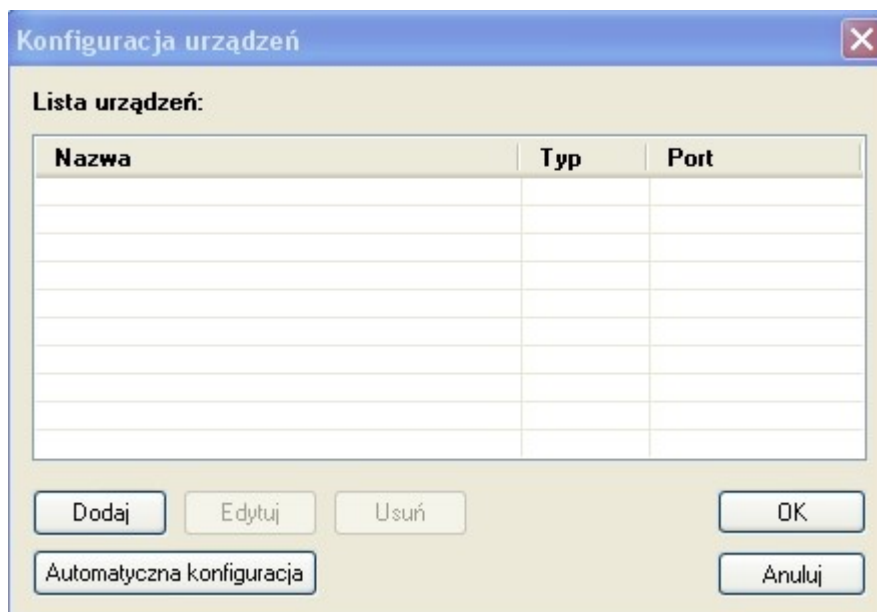 Konfiguracja urządzeń
Lista urządzeń:
Nazwa Typ Port
Dodaj Edytuj Usuń OK
Automatyczna konfiguracja Anuluj